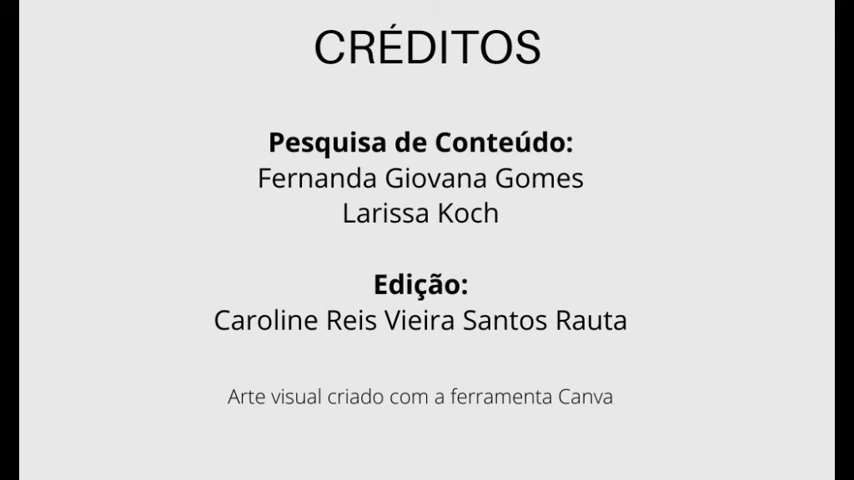 CRÉDITOS
Pesquisa de Conteúdo:
Fernanda Giovana Gomes
Larissa Koch
Edição:
Caroline Reis Vieira Santos Rauta
Arte visual criado com a ferramenta Canva